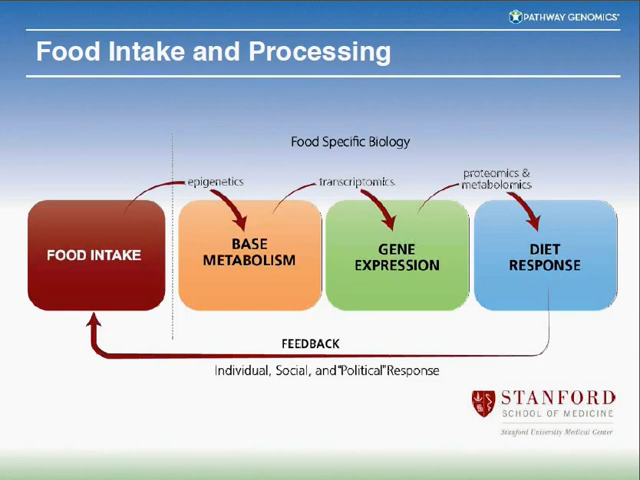 PATHWAY GENOMICS®
Food Intake and Processing
Food Specific Biology
epigenetics
transcriptomics
proteomics &
metabolomics
FOOD INTAKE
BASE
METABOLISM
GENE
EXPRESSION
DIET
RESPONSE
FEEDBACK
Individual, Social, and "Political" Response
STANFORD
SCHOOL OF MEDICINE
Stanford University Medical Center